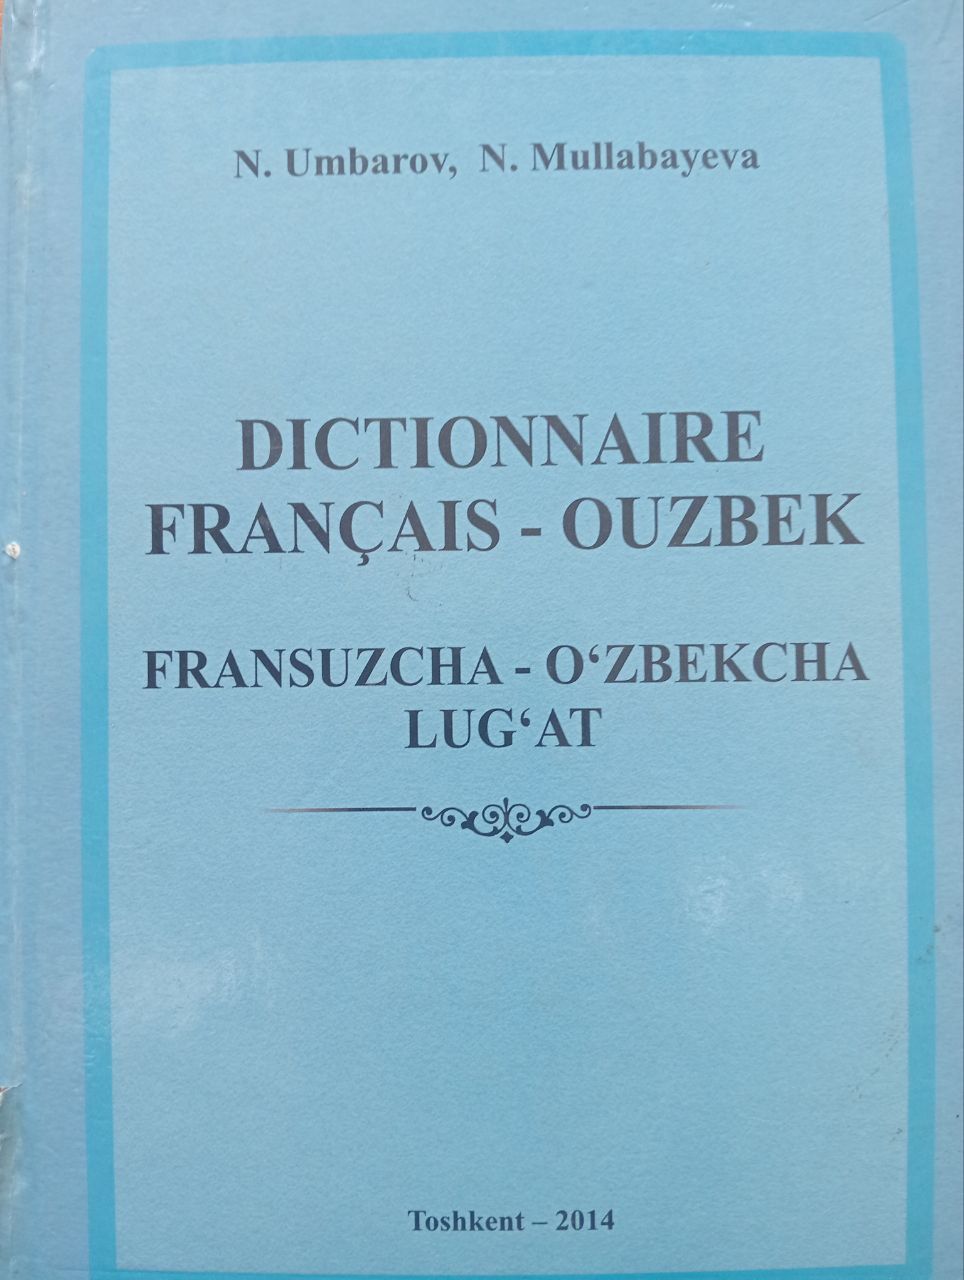 N. Umbarov, N. Mullabayeva
DICTIONNAIRE
FRANÇAIS - OUZBEK
FRANSUZCHA - O‘ZBEKCHA
LUG‘AT
Toshkent – 2014